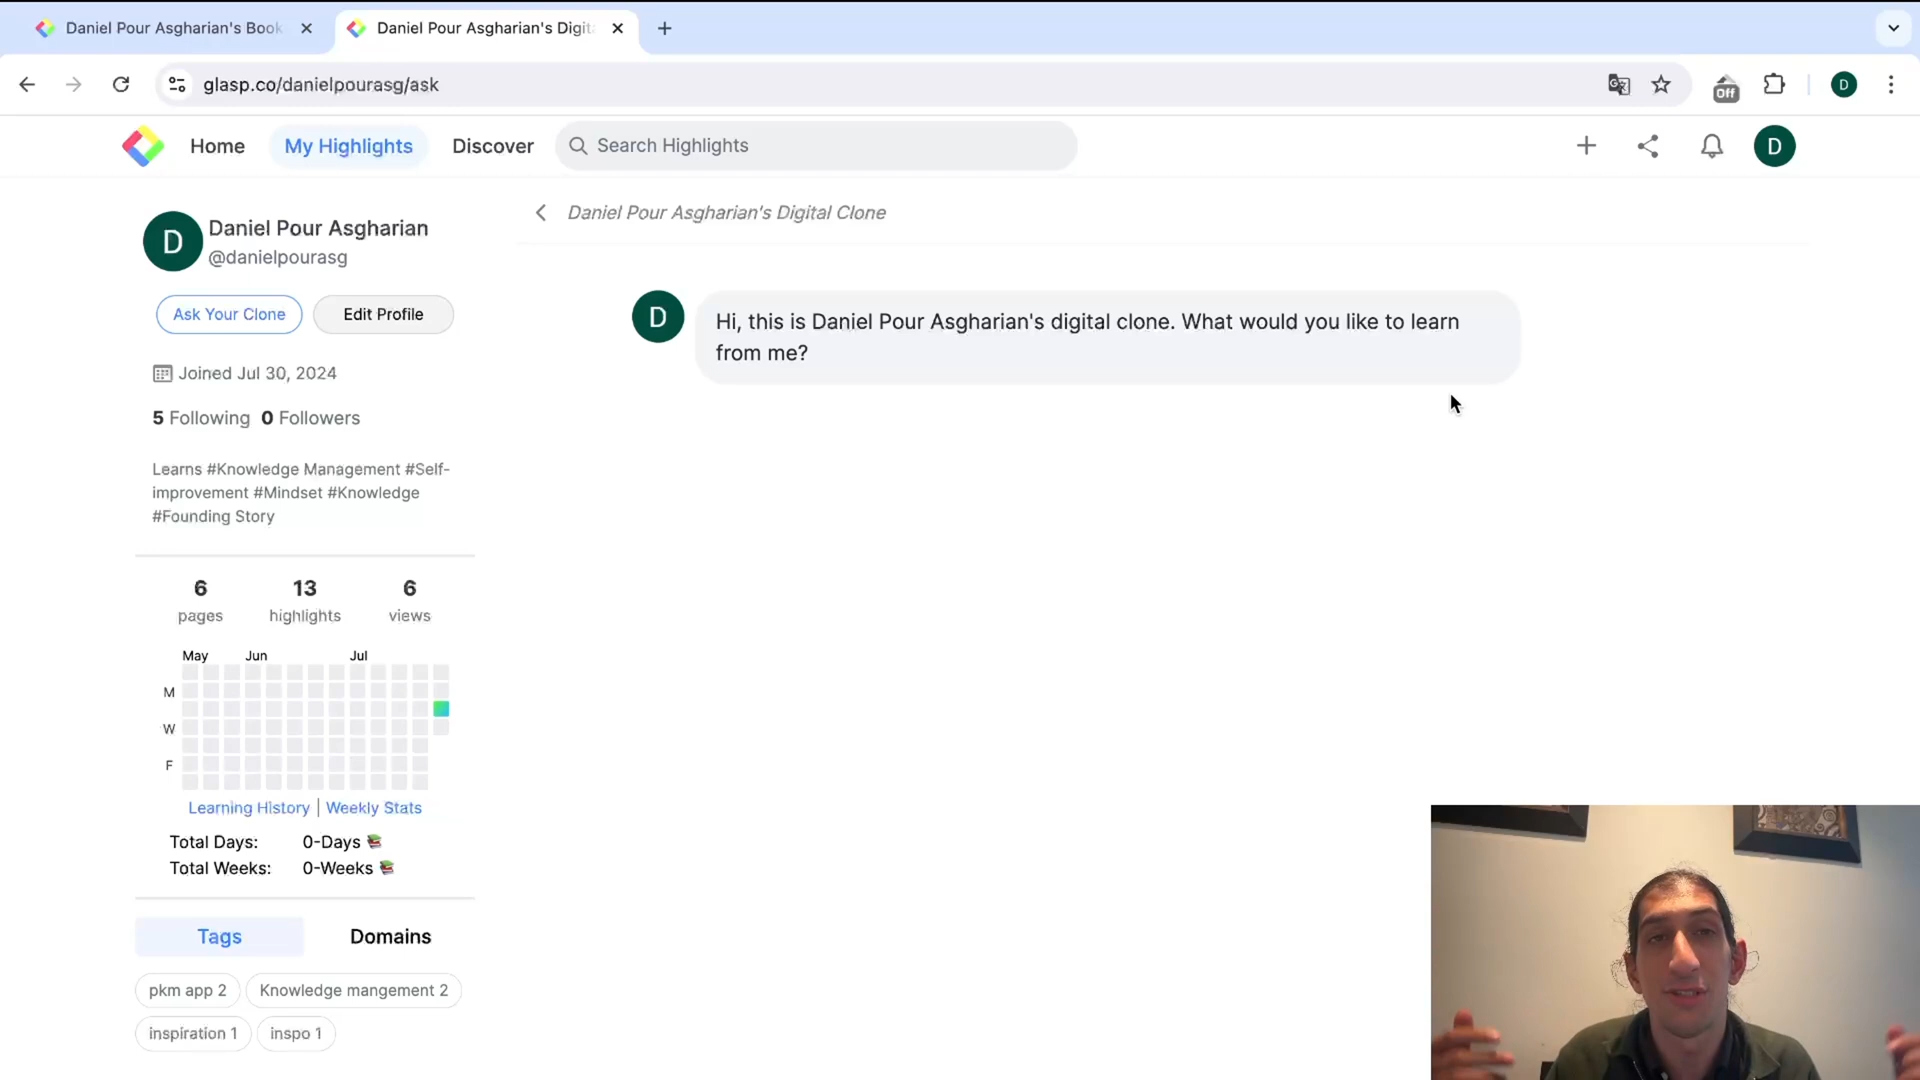 Daniel Pour Asgharian's Book
Daniel Pour Asgharian's Digit
glasp.co/danielpourasg/ask
Off
D
Home
My Highlights
Discover
Search Highlights
D
D
Daniel Pour Asgharian
@danielpourasg
Ask Your Clone
Edit Profile
Joined Jul 30, 2024
5 Following 0 Followers
Learns #Knowledge Management #Self-
improvement #Mindset #Knowledge
#Founding Story
6 13 6
pages highlights views
May Jun Jul
M
W
F
Learning History | Weekly Stats
Total Days: 0-Days
Total Weeks: 0-Weeks
Tags
Domains
pkm app 2
Knowledge mangement 2
inspiration 1
inspo 1
Daniel Pour Asgharian's Digital Clone
D
Hi, this is Daniel Pour Asgharian's digital clone. What would you like to learn
from me?